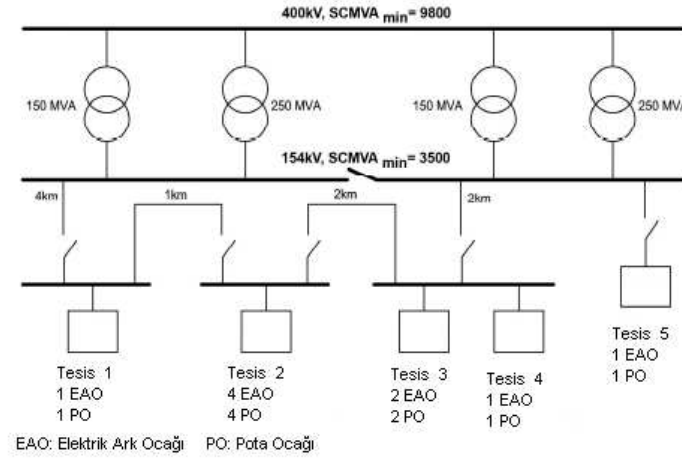 400kV, SCMVA min= 9800
150 MVA
250 MVA
150 MVA
250 MVA
154kV, SCMVA min= 3500
4km
1km
2km
2km
Tesis 1
1 EAO
1 PO
Tesis 2
4 EAO
4 PO
Tesis 3
2 EAO
2 PO
Tesis 4
1 EAO
1 PO
Tesis 5
1 EAO
1 PO
EAO: Elektrik Ark Ocağı PO: Pota Ocağı